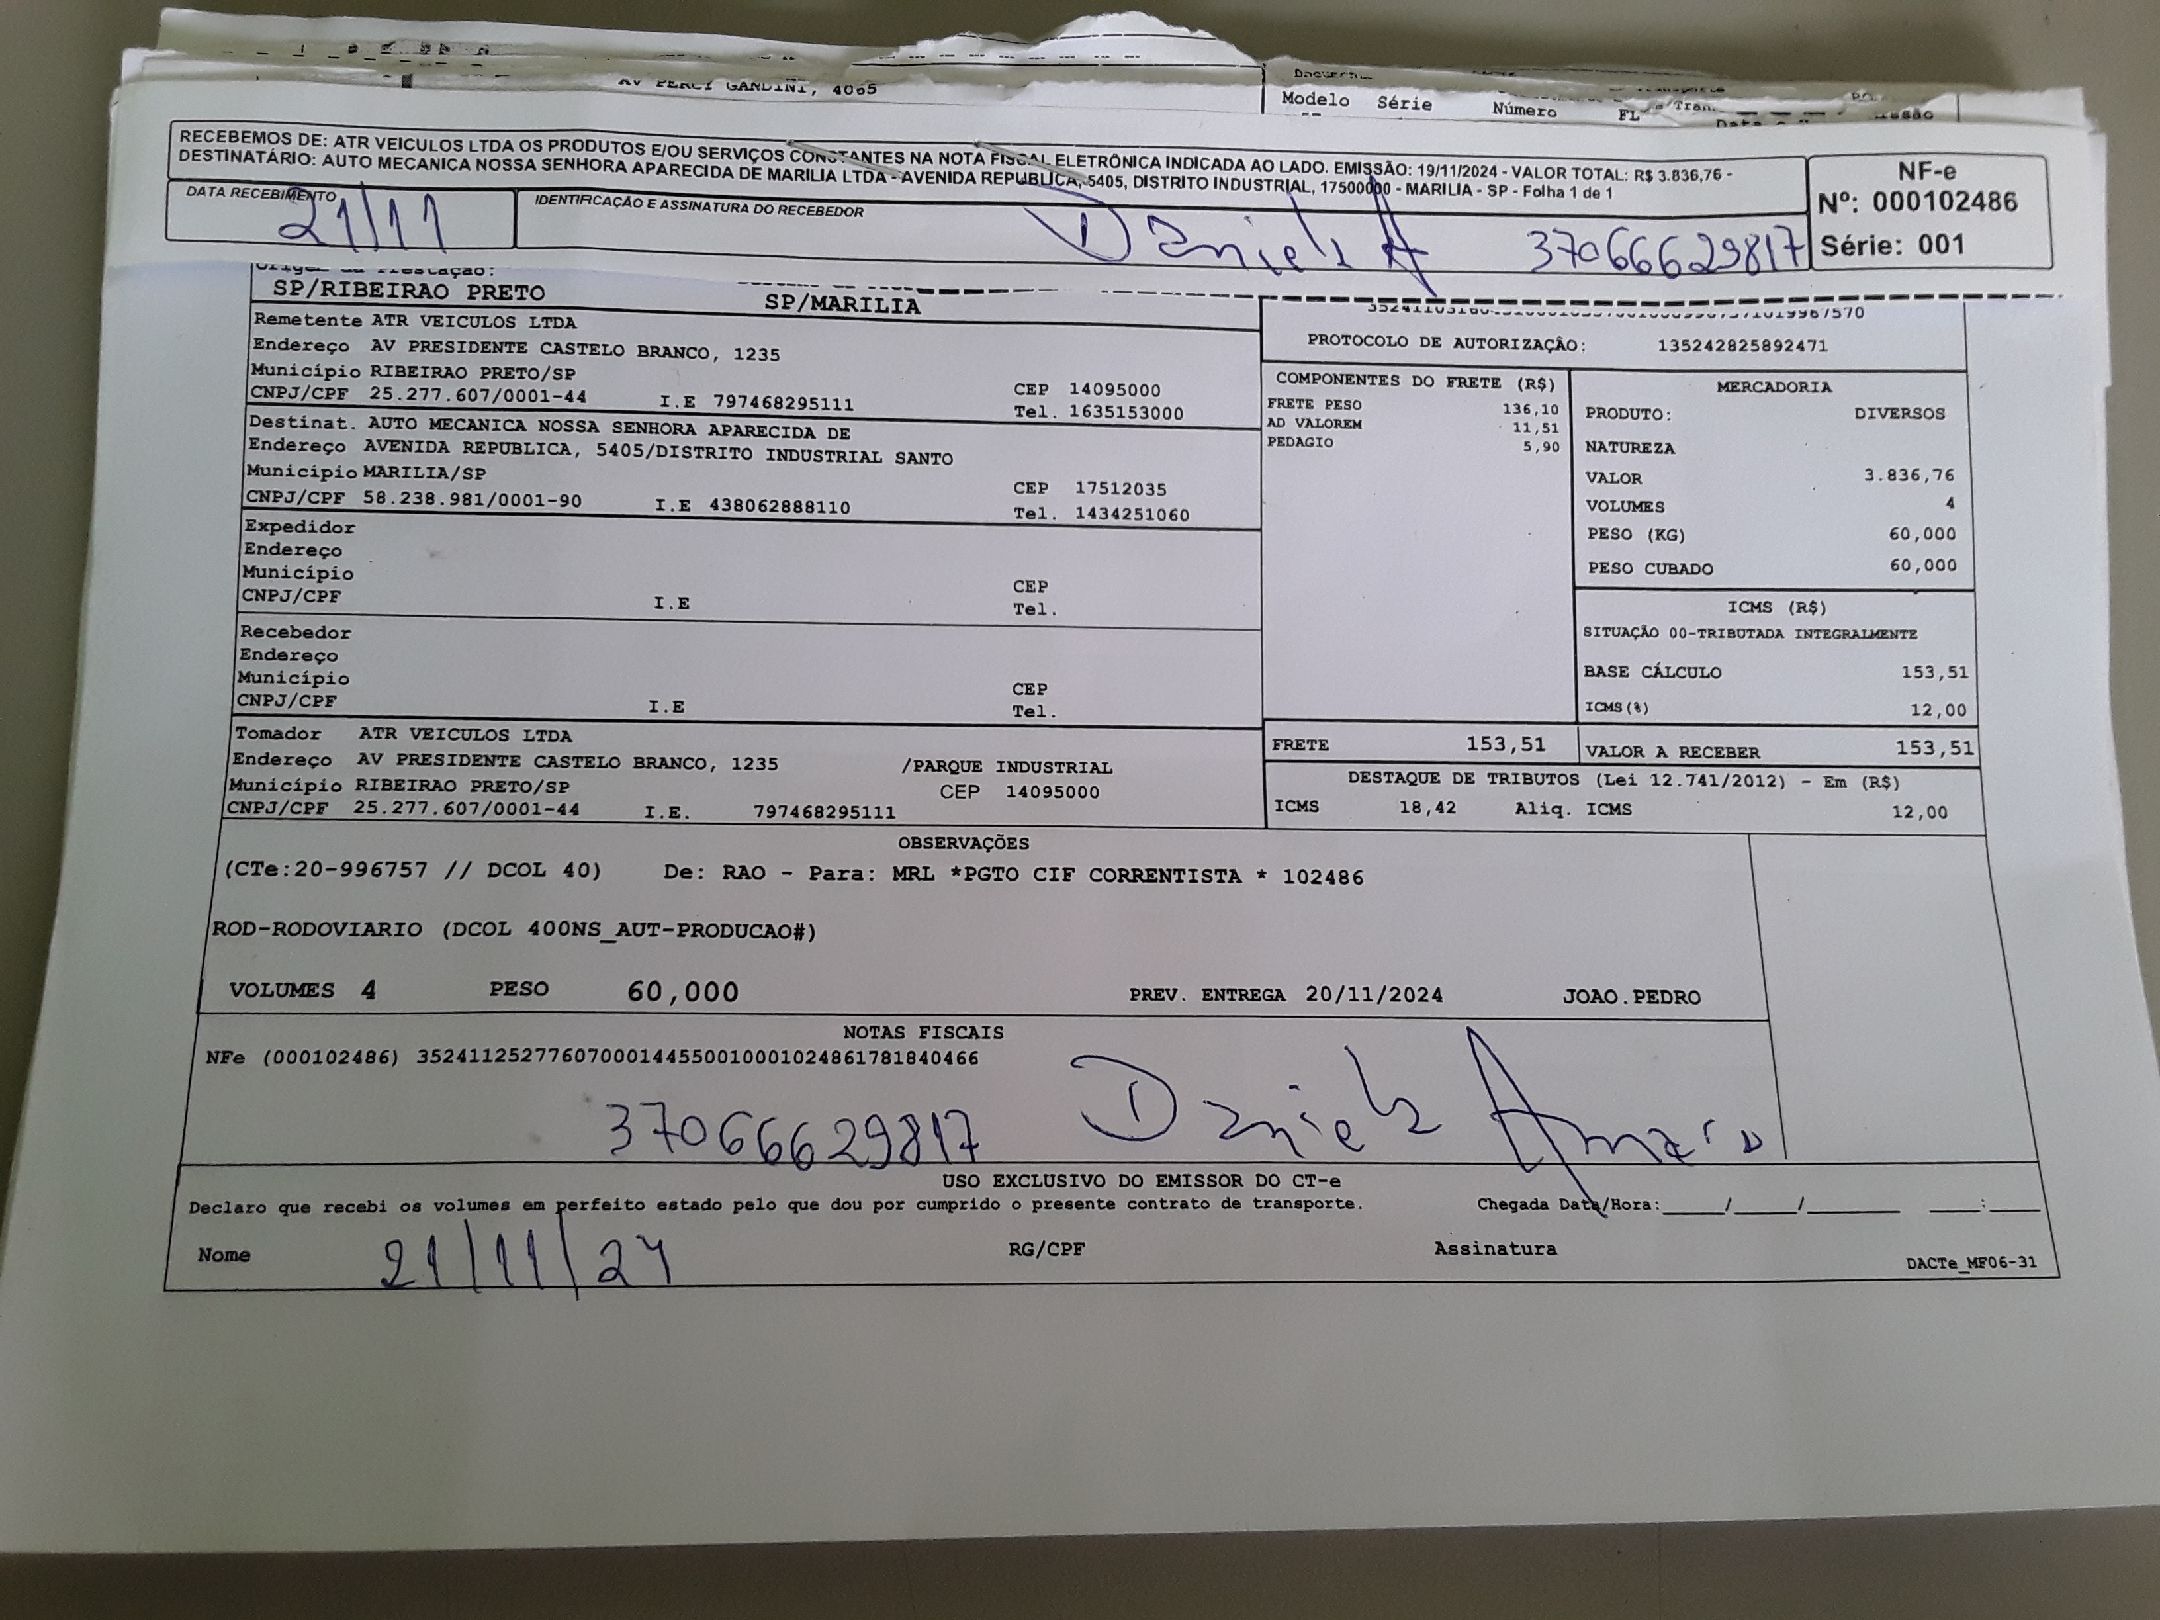 AV PERCY GANDINI, 4065
Modelo Série Número
RECEBEMOS DE: ATR VEICULOS LTDA OS PRODUTOS E/OU SERVIÇOS CONSTANTES NA NOTA FISCAL ELETRÔNICA INDICADA AO LADO. EMISSÃO: 19/11/2024 - VALOR TOTAL: R$ 3.836,76 -
DESTINATÁRIO: AUTO MECANICA NOSSA SENHORA APARECIDA DE MARILIA LTDA - AVENIDA REPUBLICA, 5405, DISTRITO INDUSTRIAL, 17500000 - MARILIA - SP - Folha 1 de 1
NF-e
Nº: 000102486
Série: 001
DATA RECEBIMENTO
21/11
IDENTIFICAÇÃO E ASSINATURA DO RECEBEDOR
Daniela A 37066629817
SP/RIBEIRAO PRETO SP/MARILIA
Remetente ATR VEICULOS LTDA
Endereço AV PRESIDENTE CASTELO BRANCO, 1235
Município RIBEIRAO PRETO/SP CEP 14095000
CNPJ/CPF 25.277.607/0001-44 I.E 797468295111 Tel. 1635153000
Destinat. AUTO MECANICA NOSSA SENHORA APARECIDA DE
Endereço AVENIDA REPUBLICA, 5405/DISTRITO INDUSTRIAL SANTO
Município MARILIA/SP CEP 17512035
CNPJ/CPF 58.238.981/0001-90 I.E 438062888110 Tel. 1434251060
Expedidor
Endereço
Município CEP
CNPJ/CPF I.E Tel.
Recebedor
Endereço
Município CEP
CNPJ/CPF I.E Tel.
Tomador ATR VEICULOS LTDA
Endereço AV PRESIDENTE CASTELO BRANCO, 1235 /PARQUE INDUSTRIAL
Município RIBEIRAO PRETO/SP CEP 14095000
CNPJ/CPF 25.277.607/0001-44 I.E. 797468295111
PROTOCOLO DE AUTORIZAÇÃO: 135242825892471
COMPONENTES DO FRETE (R$)
FRETE PESO 136,10
AD VALOREM 11,51
PEDAGIO 5,90
MERCADORIA
PRODUTO: DIVERSOS
NATUREZA
VALOR 3.836,76
VOLUMES 4
PESO (KG) 60,000
PESO CUBADO 60,000
ICMS (R$)
SITUAÇÃO 00-TRIBUTADA INTEGRALMENTE
BASE CÁLCULO 153,51
ICMS(%) 12,00
FRETE 153,51 VALOR A RECEBER 153,51
DESTAQUE DE TRIBUTOS (Lei 12.741/2012) - Em (R$)
ICMS 18,42 Aliq. ICMS 12,00
OBSERVAÇÕES
(CTe:20-996757 // DCOL 40) De: RAO - Para: MRL *PGTO CIF CORRENTISTA * 102486
ROD-RODOVIARIO (DCOL 400NS_AUT-PRODUCAO#)
VOLUMES 4 PESO 60,000 PREV. ENTREGA 20/11/2024 JOAO.PEDRO
NOTAS FISCAIS
NFe (000102486) 35241125277607000144550010001024861781840466
37066629817 Daniela
USO EXCLUSIVO DO EMISSOR DO CT-e
Declaro que recebi os volumes em perfeito estado pelo que dou por cumprido o presente contrato de transporte. Chegada Data/Hora:_____/_____/_______ ____:____
Nome 21/11/24 RG/CPF Assinatura
DACTe_MF06-31